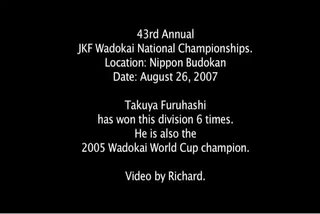 43rd Annual
JKF Wadokai National Championships.
Location: Nippon Budokan
Date: August 26, 2007
Takuya Furuhashi
has won this division 6 times.
He is also the
2005 Wadokai World Cup champion.
Video by Richard.